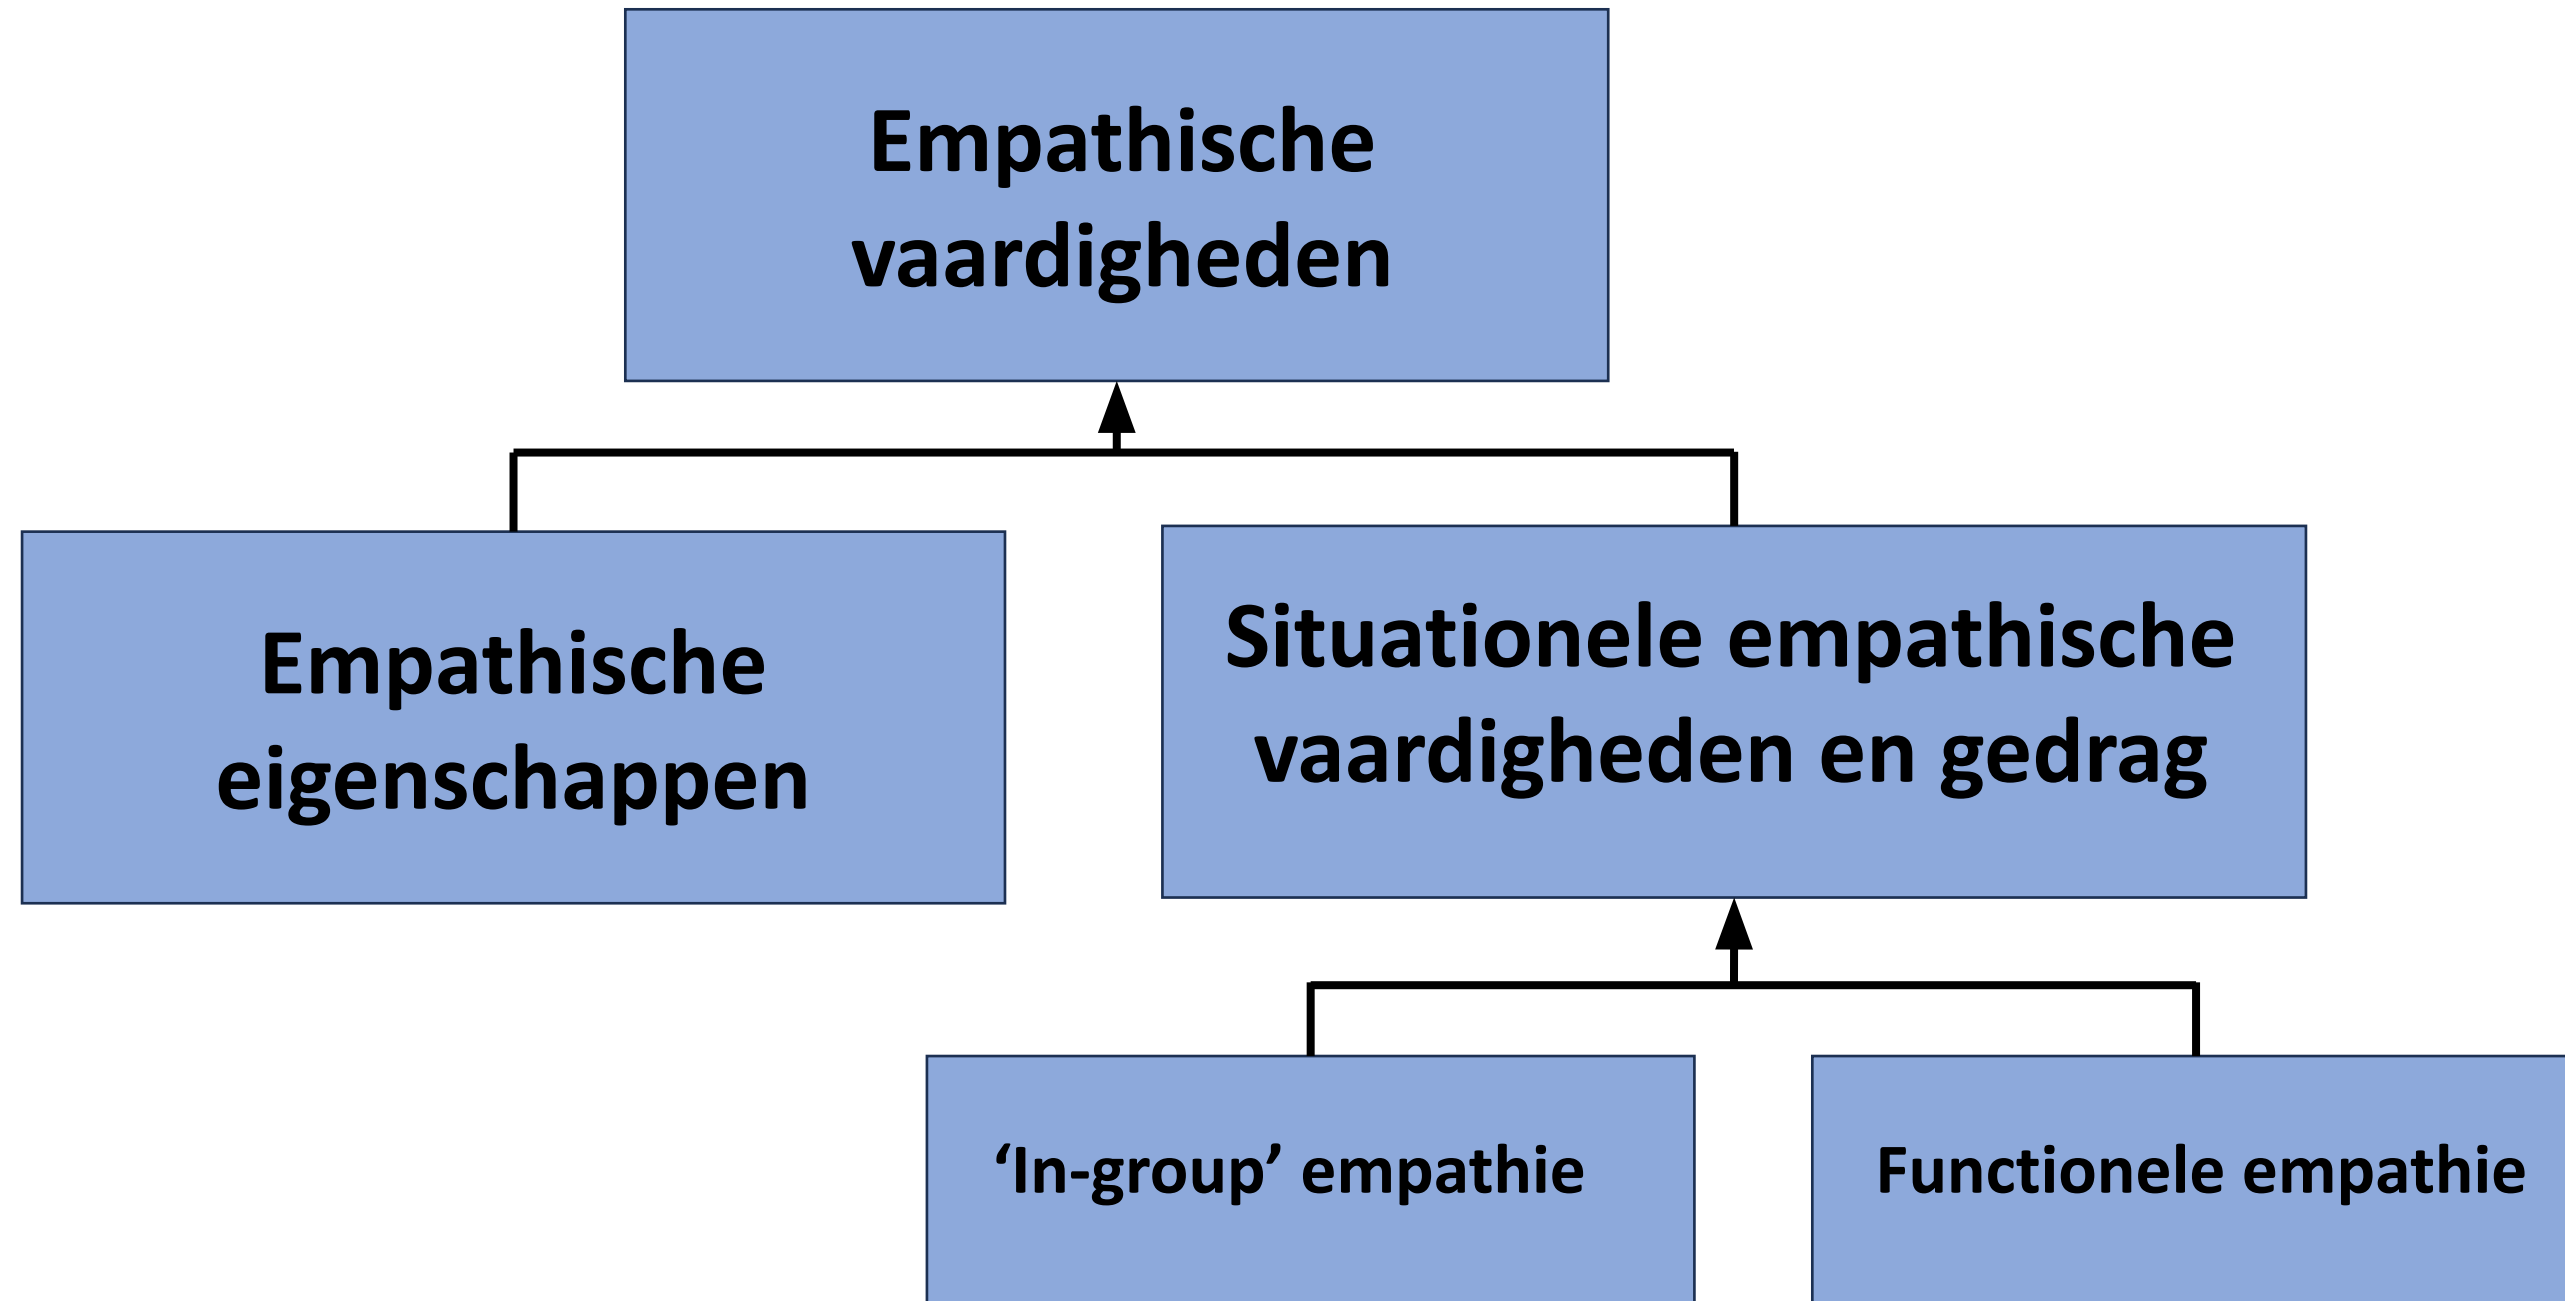 Empathische
vaardigheden
Empathische
eigenschappen
Situationele empathische
vaardigheden en gedrag
‘In-group’ empathie
Functionele empathie